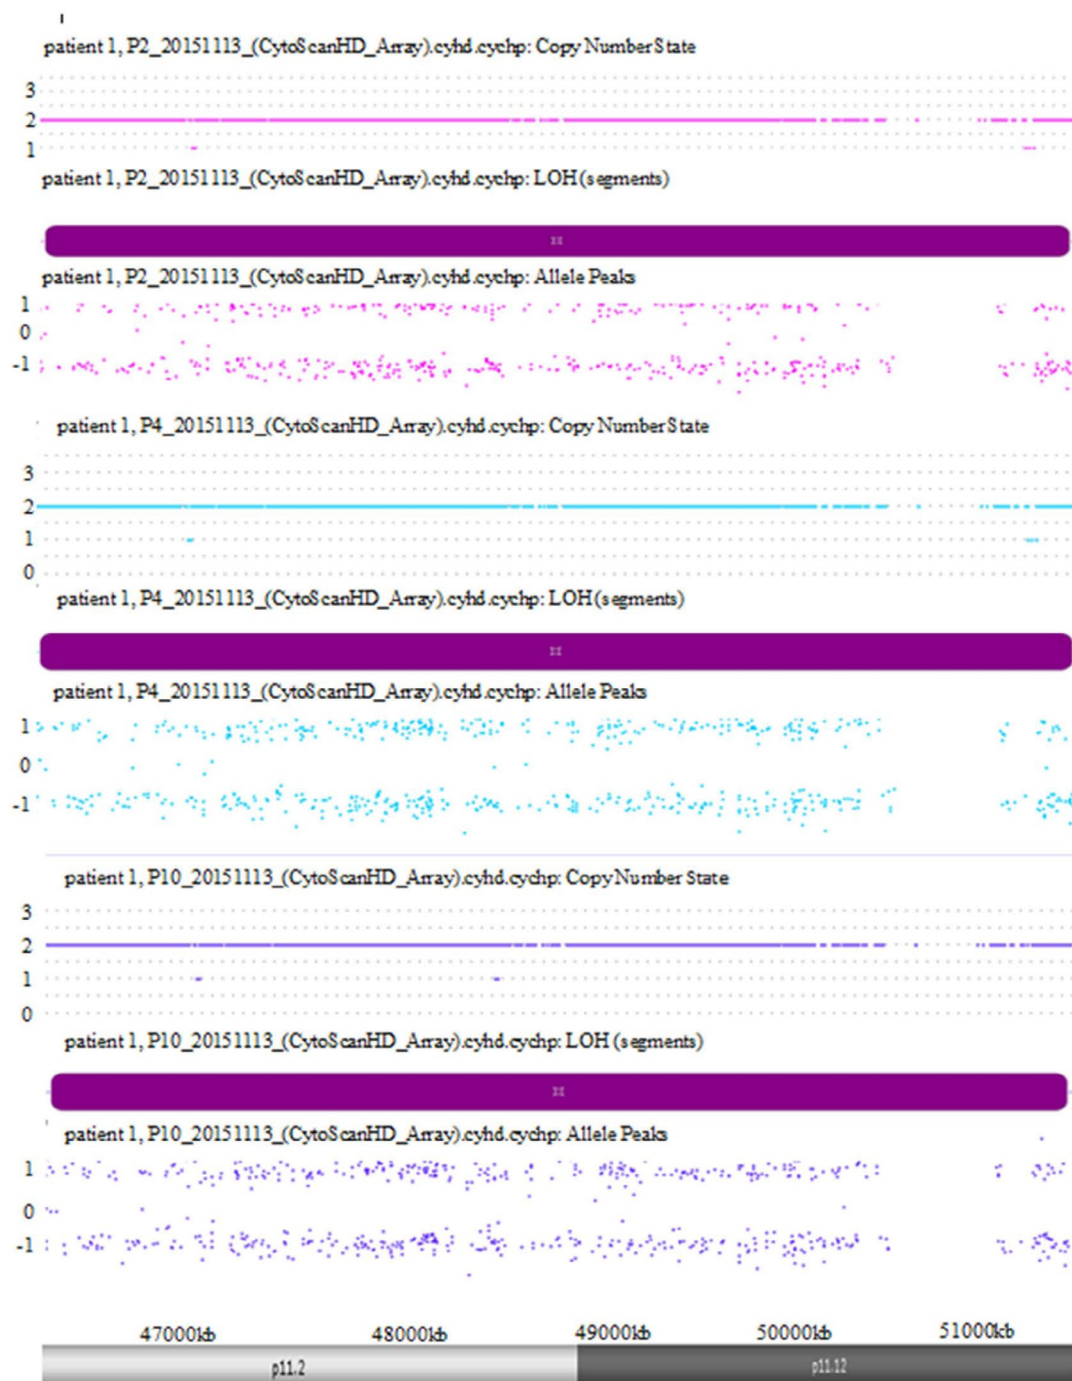 patient 1, P2_20151113_(CytoScanHD_Array).cyhd.cychp: Copy Number State
3
2
1
patient 1, P2_20151113_(CytoScanHD_Array).cyhd.cychp: LOH (segments)
patient 1, P2_20151113_(CytoScanHD_Array).cyhd.cychp: Allele Peaks
1
0
-1
patient 1, P4_20151113_(CytoScanHD_Array).cyhd.cychp: Copy Number State
3
2
1
0
patient 1, P4_20151113_(CytoScanHD_Array).cyhd.cychp: LOH (segments)
patient 1, P4_20151113_(CytoScanHD_Array).cyhd.cychp: Allele Peaks
1
0
-1
patient 1, P10_20151113_(CytoScanHD_Array).cyhd.cychp: Copy Number State
3
2
1
0
patient 1, P10_20151113_(CytoScanHD_Array).cyhd.cychp: LOH (segments)
patient 1, P10_20151113_(CytoScanHD_Array).cyhd.cychp: Allele Peaks
1
0
-1
47000kb 48000kb 49000kb 50000kb 51000kb
p11.2 p11.12